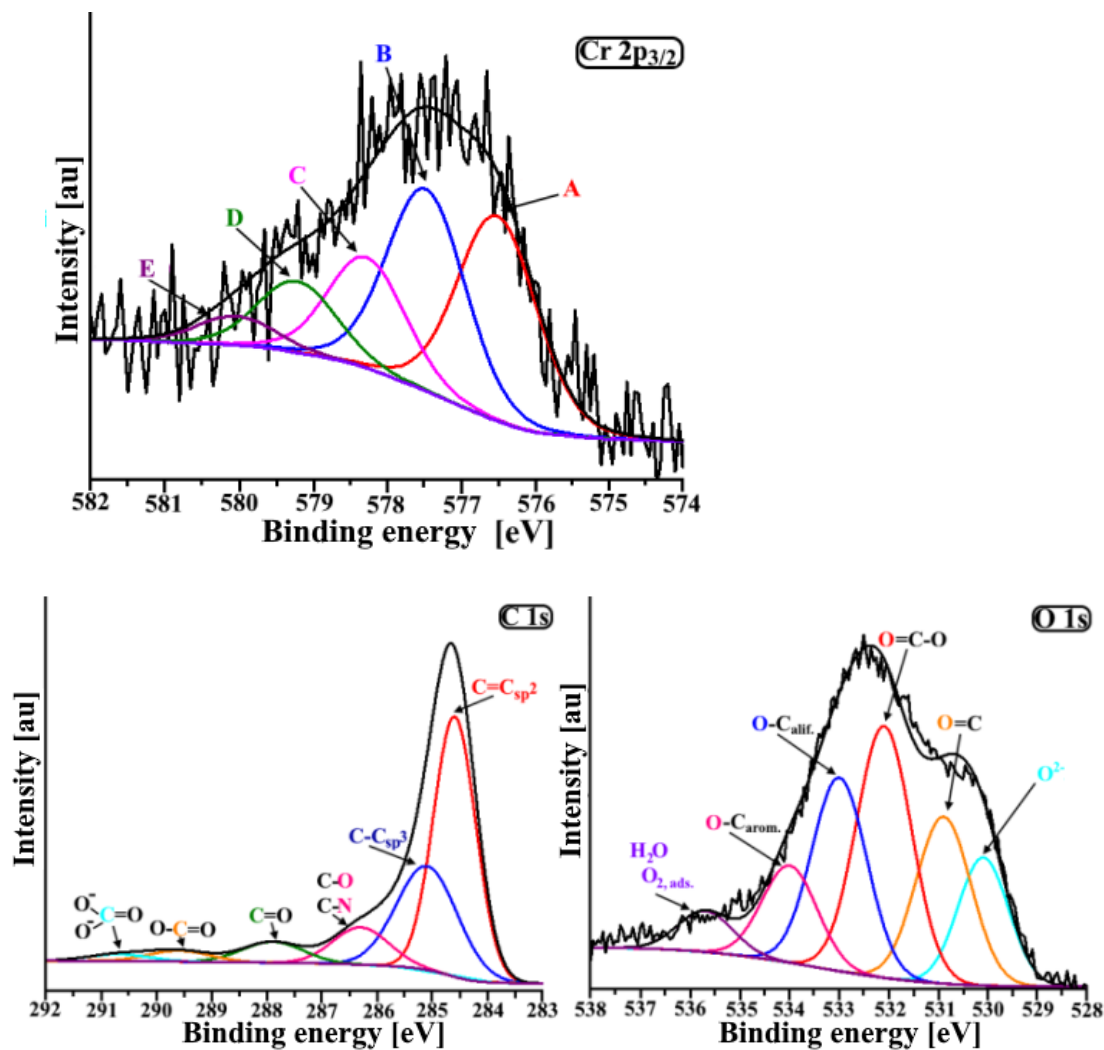 Cr 2p3/2
B
A
C
D
E
Intensity [au]
582 581 580 579 578 577 576 575 574
Binding energy [eV]
C 1s
C=Csp2
C-Csp3
C-O
C-N
C=O
O-C=O
O-
O-
C=O
Intensity [au]
292 291 290 289 288 287 286 285 284 283
Binding energy [eV]
O 1s
O=C-O
O-Calif.
O=C
O2-
O-Carom.
H2O
O2, ads.
Intensity [au]
538 537 536 535 534 533 532 531 530 529 528
Binding energy [eV]